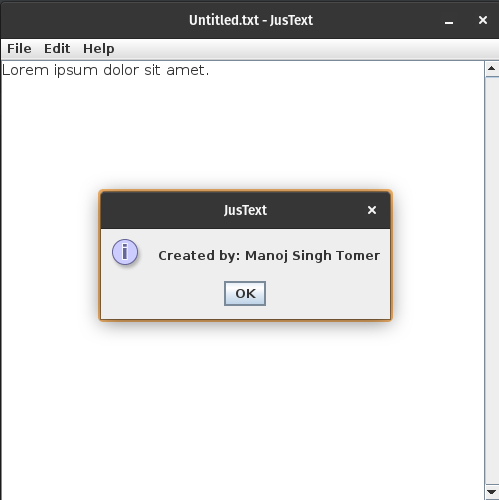 Untitled.txt - JusText
File Edit Help
Lorem ipsum dolor sit amet.
JusText
Created by: Manoj Singh Tomer
OK